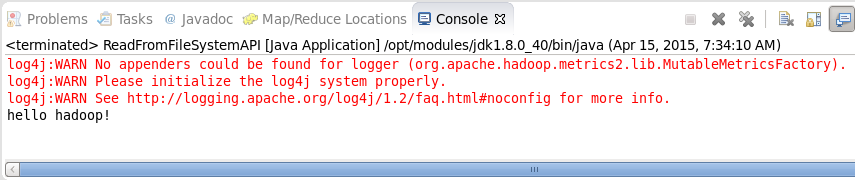 Problems Tasks @ Javadoc Map/Reduce Locations Console
<terminated> ReadFromFileSystemAPI [Java Application] /opt/modules/jdk1.8.0_40/bin/java (Apr 15, 2015, 7:34:10 AM)
log4j:WARN No appenders could be found for logger (org.apache.hadoop.metrics2.lib.MutableMetricsFactory).
log4j:WARN Please initialize the log4j system properly.
log4j:WARN See http://logging.apache.org/log4j/1.2/faq.html#noconfig for more info.
hello hadoop!